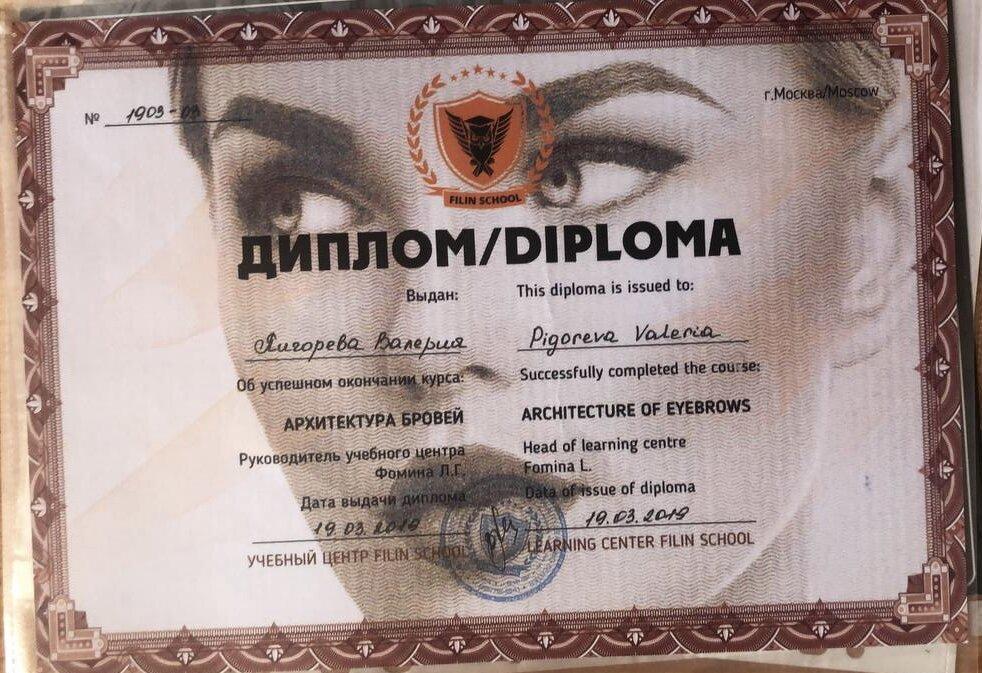 № 1903-09
г.Москва/Moscow
FILIN SCHOOL
ДИПЛОМ/DIPLOMA
Выдан:
This diploma is issued to:
Пигорева Валерия
Pigoreva Valeria
Об успешном окончании курса:
Successfully completed the course:
АРХИТЕКТУРА БРОВЕЙ
ARCHITECTURE OF EYEBROWS
Руководитель учебного центра
Фомина Л.Г.
Head of learning centre
Fomina L.
Дата выдачи диплома
Data of issue of diploma
19.03.2019
19.03.2019
УЧЕБНЫЙ ЦЕНТР FILIN SCHOOL
LEARNING CENTER FILIN SCHOOL